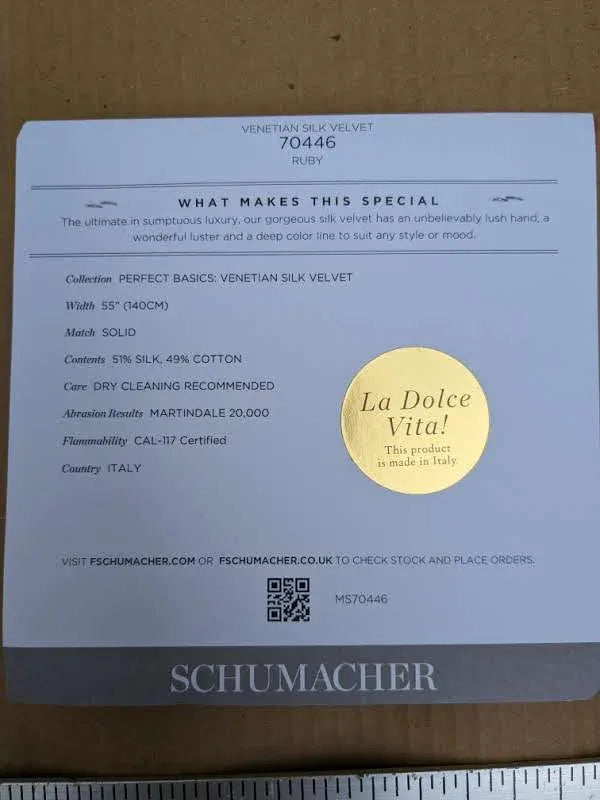 VENETIAN SILK VELVET
70446
RUBY
WHAT MAKES THIS SPECIAL
The ultimate in sumptuous luxury, our gorgeous silk velvet has an unbelievably lush hand, a
wonderful luster and a deep color line to suit any style or mood.
Collection PERFECT BASICS: VENETIAN SILK VELVET
Width 55" (140CM)
Match SOLID
Contents 51% SILK, 49% COTTON
Care DRY CLEANING RECOMMENDED
Abrasion Results MARTINDALE 20,000
Flammability CAL-117 Certified
Country ITALY
La Dolce
Vita!
This product
is made in Italy.
VISIT FSCHUMACHER.COM OR FSCHUMACHER.CO.UK TO CHECK STOCK AND PLACE ORDERS.
MS70446
SCHUMACHER